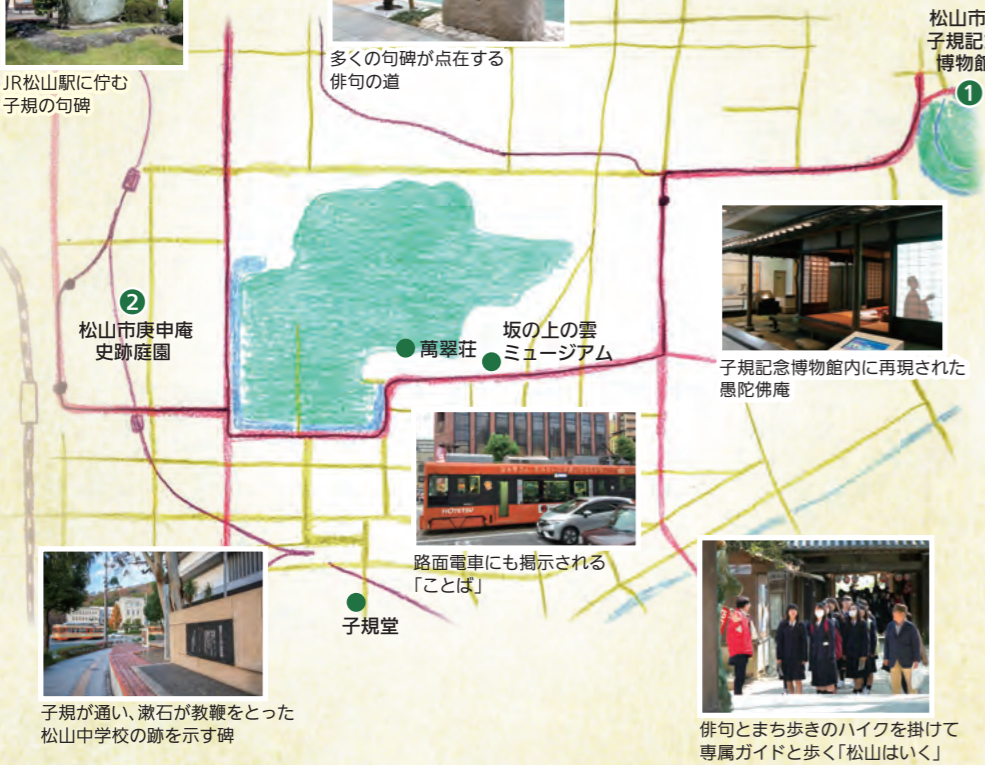 JR松山駅に佇む
子規の句碑
多くの句碑が点在する
俳句の道
松山市
子規記
博物館
1
2
松山市庚申庵
史跡庭園
萬翠荘
坂の上の雲
ミュージアム
子規記念博物館内に再現された
愚陀佛庵
IYOTETSU
路面電車にも掲示される
「ことば」
子規堂
子規が通い、漱石が教鞭をとった
松山中学校の跡を示す碑
俳句とまち歩きのハイクを掛けて
専属ガイドと歩く「松山はいく」